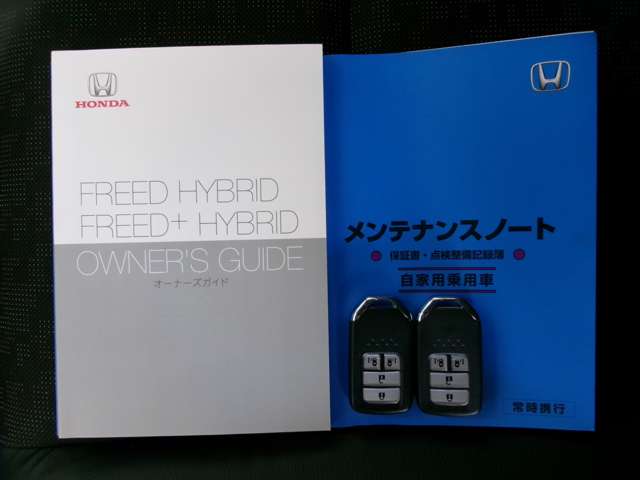 HONDA
FREED HYBRID
FREED+ HYBRID
OWNER'S GUIDE
オーナーズガイド
メンテナンスノート
保証書・点検整備記録簿
自家用乗用車
常時携行